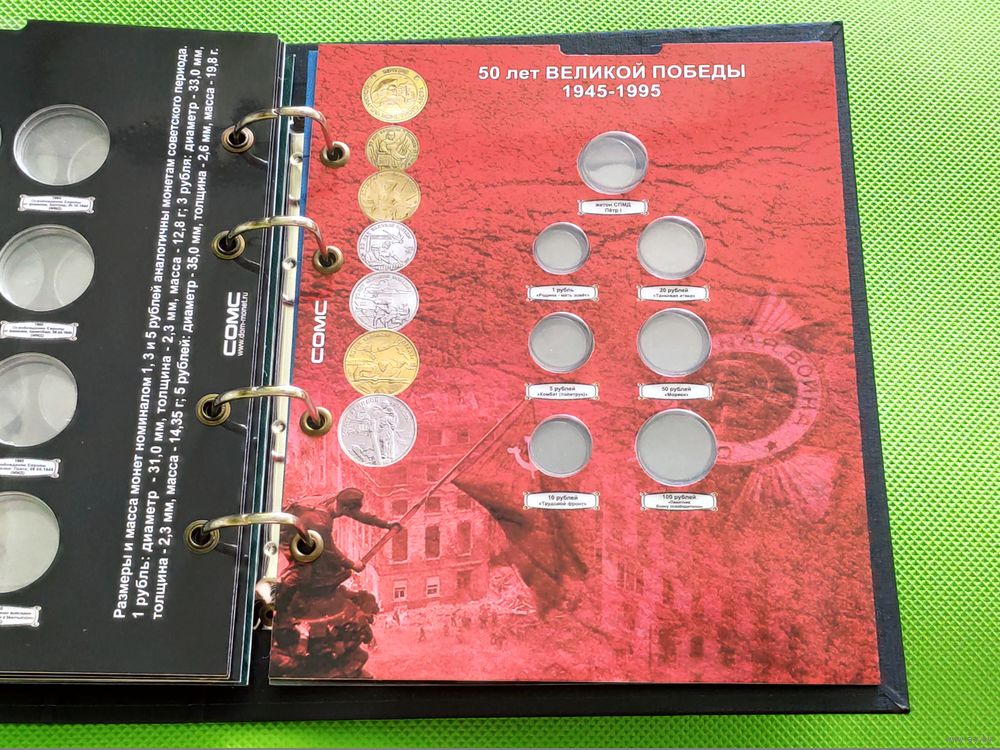 Размеры и масса монет номиналом 1, 3 и 5 рублей аналогичны монетам советского периода.
1 рубль: диаметр - 31,0 мм, толщина - 2,3 мм, масса - 12,8 г; 3 рубля: диаметр - 33,0 мм,
толщина - 2,3 мм, масса - 14,35 г; 5 рублей: диаметр - 35,0 мм, толщина - 2,6 мм, масса - 19,8 г.
СОМС
www.dom-monet.ru
СОМС
50 лет ВЕЛИКОЙ ПОБЕДЫ
1945-1995
жетон СПМД
Пётр I
1 рубль
«Родина - мать зовёт»
20 рублей
«Танковая атака»
5 рублей
«Комбат (политрук)»
50 рублей
«Моряки»
10 рублей
«Трудовой фронт»
100 рублей
«Памятник
Воину освободителю»